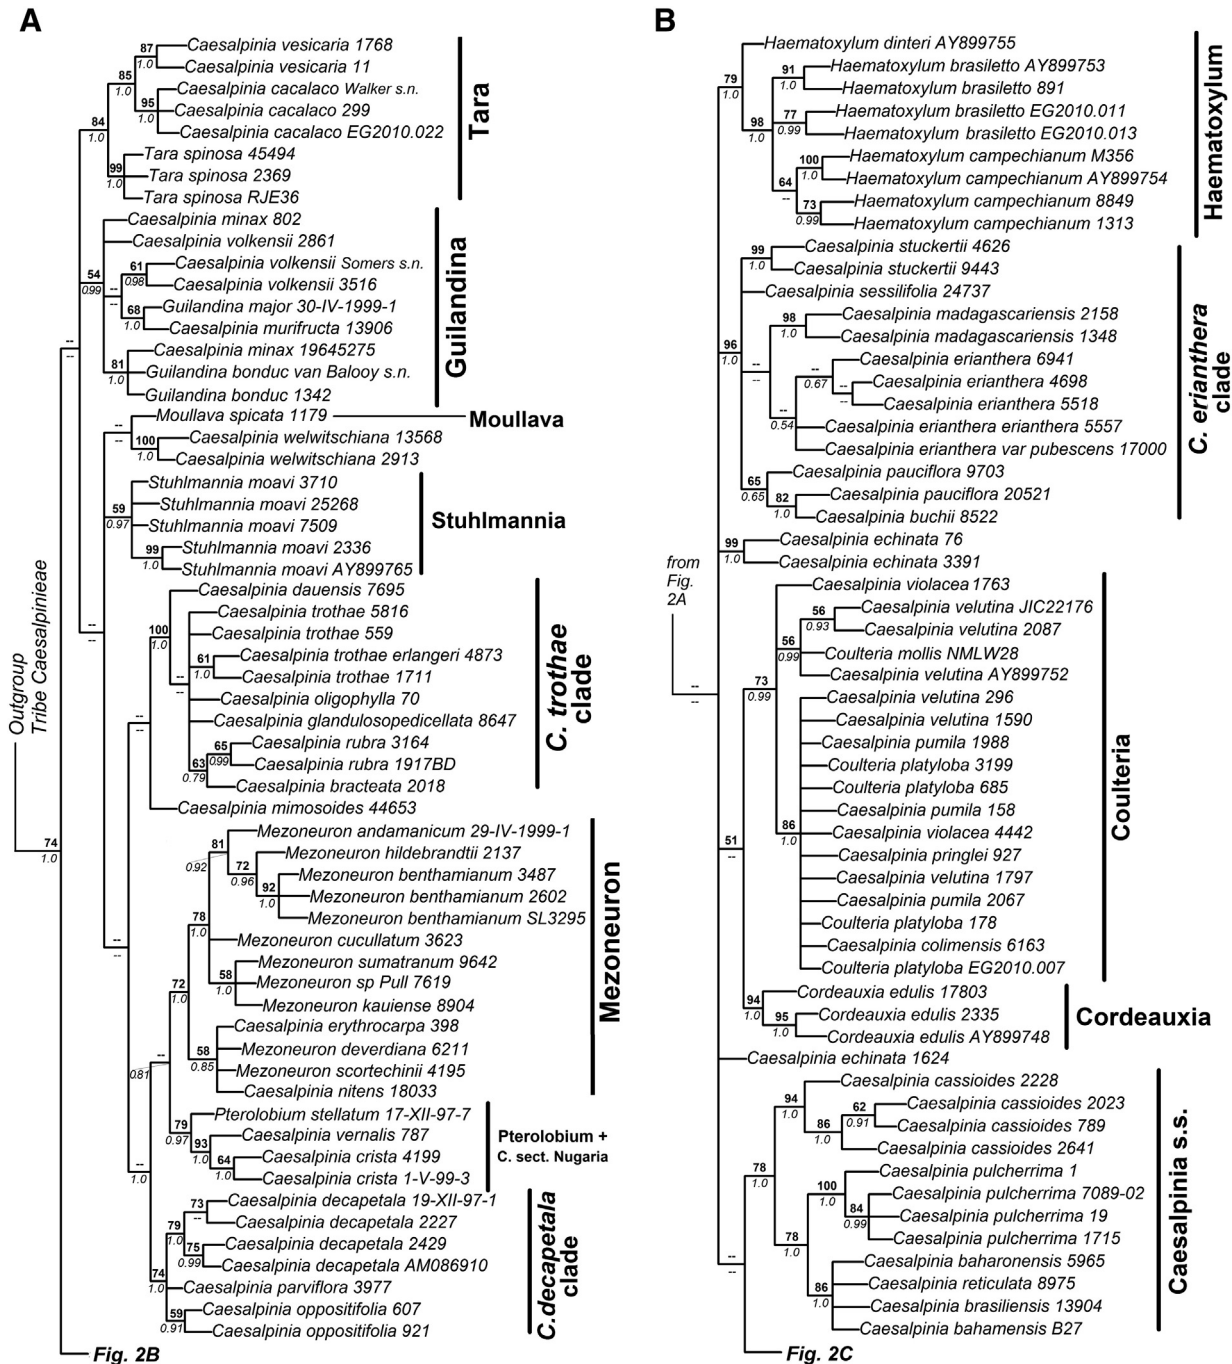 A
87
1.0
Caesalpinia vesicaria 1768
Caesalpinia vesicaria 11
85
1.0
95
1.0
Caesalpinia cacalaco Walker s.n.
Caesalpinia cacalaco 299
Caesalpinia cacalaco EG2010.022
84
1.0
99
1.0
Tara spinosa 45494
Tara spinosa 2369
Tara spinosa RJE36
Tara
Caesalpinia minax 802
Caesalpinia volkensii 2861
54
0.99
61
0.98
Caesalpinia volkensii Somers s.n.
Caesalpinia volkensii 3516
--
--
68
1.0
Guilandina major 30-IV-1999-1
Caesalpinia murifructa 13906
81
1.0
Caesalpinia minax 19645275
Guilandina bonduc van Balooy s.n.
Guilandina bonduc 1342
Guilandina
--
--
Moullava spicata 1179
Moullava
--
--
100
1.0
Caesalpinia welwitschiana 13568
Caesalpinia welwitschiana 2913
59
0.97
Stuhlmannia moavi 3710
Stuhlmannia moavi 25268
Stuhlmannia moavi 7509
99
1.0
Stuhlmannia moavi 2336
Stuhlmannia moavi AY899765
Stuhlmannia
--
--
Outgroup
Tribe Caesalpinieae
74
1.0
100
1.0
Caesalpinia dauensis 7695
Caesalpinia trothae 5816
Caesalpinia trothae 559
61
1.0
Caesalpinia trothae erlangeri 4873
Caesalpinia trothae 1711
--
--
Caesalpinia oligophylla 70
Caesalpinia glandulosopedicellata 8647
65
0.99
Caesalpinia rubra 3164
Caesalpinia rubra 1917BD
63
0.79
Caesalpinia bracteata 2018
C. trothae
clade
--
--
Caesalpinia mimosoides 44653
--
--
81
0.92
Mezoneuron andamanicum 29-IV-1999-1
72
0.96
Mezoneuron hildebrandtii 2137
92
1.0
Mezoneuron benthamianum 3487
Mezoneuron benthamianum 2602
Mezoneuron benthamianum SL3295
78
1.0
Mezoneuron cucullatum 3623
58
1.0
Mezoneuron sumatranum 9642
Mezoneuron sp Pull 7619
Mezoneuron kauiense 8904
72
1.0
58
0.85
Caesalpinia erythrocarpa 398
Mezoneuron deverdiana 6211
Mezoneuron scortechinii 4195
Caesalpinia nitens 18033
Mezoneuron
--
0.81
79
0.97
Pterolobium stellatum 17-XII-97-7
93
1.0
Caesalpinia vernalis 787
64
1.0
Caesalpinia crista 4199
Caesalpinia crista 1-V-99-3
Pterolobium +
C. sect. Nugaria
--
1.0
73
--
Caesalpinia decapetala 19-XII-97-1
Caesalpinia decapetala 2227
79
1.0
75
0.99
Caesalpinia decapetala 2429
Caesalpinia decapetala AM086910
74
1.0
Caesalpinia parviflora 3977
59
0.91
Caesalpinia oppositifolia 607
Caesalpinia oppositifolia 921
C.decapetala
clade
Fig. 2B
B
79
1.0
Haematoxylum dinteri AY899755
91
1.0
Haematoxylum brasiletto AY899753
Haematoxylum brasiletto 891
98
1.0
77
0.99
Haematoxylum brasiletto EG2010.011
Haematoxylum brasiletto EG2010.013
100
1.0
Haematoxylum campechianum M356
Haematoxylum campechianum AY899754
64
--
73
0.99
Haematoxylum campechianum 8849
Haematoxylum campechianum 1313
Haematoxylum
99
1.0
Caesalpinia stuckertii 4626
Caesalpinia stuckertii 9443
Caesalpinia sessilifolia 24737
96
1.0
98
1.0
Caesalpinia madagascariensis 2158
Caesalpinia madagascariensis 1348
--
--
--
0.67
Caesalpinia erianthera 6941
--
--
Caesalpinia erianthera 4698
Caesalpinia erianthera 5518
--
0.54
Caesalpinia erianthera erianthera 5557
Caesalpinia erianthera var pubescens 17000
65
0.65
Caesalpinia pauciflora 9703
82
1.0
Caesalpinia pauciflora 20521
Caesalpinia buchii 8522
C. erianthera
clade
99
1.0
Caesalpinia echinata 76
Caesalpinia echinata 3391
from
Fig.
2A
--
--
73
0.99
Caesalpinia violacea 1763
56
0.93
Caesalpinia velutina JIC22176
Caesalpinia velutina 2087
56
0.99
Coulteria mollis NMLW28
Caesalpinia velutina AY899752
Caesalpinia velutina 296
Caesalpinia velutina 1590
Caesalpinia pumila 1988
Coulteria platyloba 3199
Coulteria platyloba 685
Caesalpinia pumila 158
86
1.0
Caesalpinia violacea 4442
Caesalpinia pringlei 927
Caesalpinia velutina 1797
Caesalpinia pumila 2067
Coulteria platyloba 178
Caesalpinia colimensis 6163
Coulteria platyloba EG2010.007
Coulteria
51
--
94
1.0
Cordeauxia edulis 17803
95
1.0
Cordeauxia edulis 2335
Cordeauxia edulis AY899748
Cordeauxia
Caesalpinia echinata 1624
94
1.0
Caesalpinia cassioides 2228
62
0.91
Caesalpinia cassioides 2023
Caesalpinia cassioides 789
86
1.0
Caesalpinia cassioides 2641
78
1.0
100
1.0
Caesalpinia pulcherrima 1
84
0.99
Caesalpinia pulcherrima 7089-02
Caesalpinia pulcherrima 19
Caesalpinia pulcherrima 1715
78
1.0
86
1.0
Caesalpinia baharonensis 5965
Caesalpinia reticulata 8975
Caesalpinia brasiliensis 13904
Caesalpinia bahamensis B27
Caesalpinia s.s.
--
--
Fig. 2C